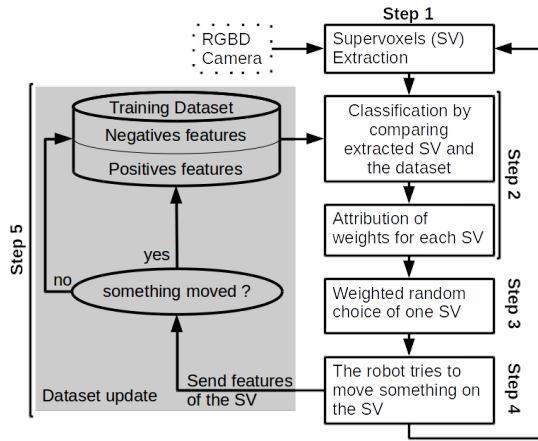 Step 1
RGBD
Camera
Supervoxels (SV)
Extraction
Training Dataset
Negatives features
Positives features
Classification by
comparing
extracted SV and
the dataset
Step 2
Attribution of
weights for each SV
Step 5
yes
no
something moved ?
Weighted random
choice of one SV
Step 3
Send features
of the SV
Dataset update
The robot tries to
move something on
the SV
Step 4